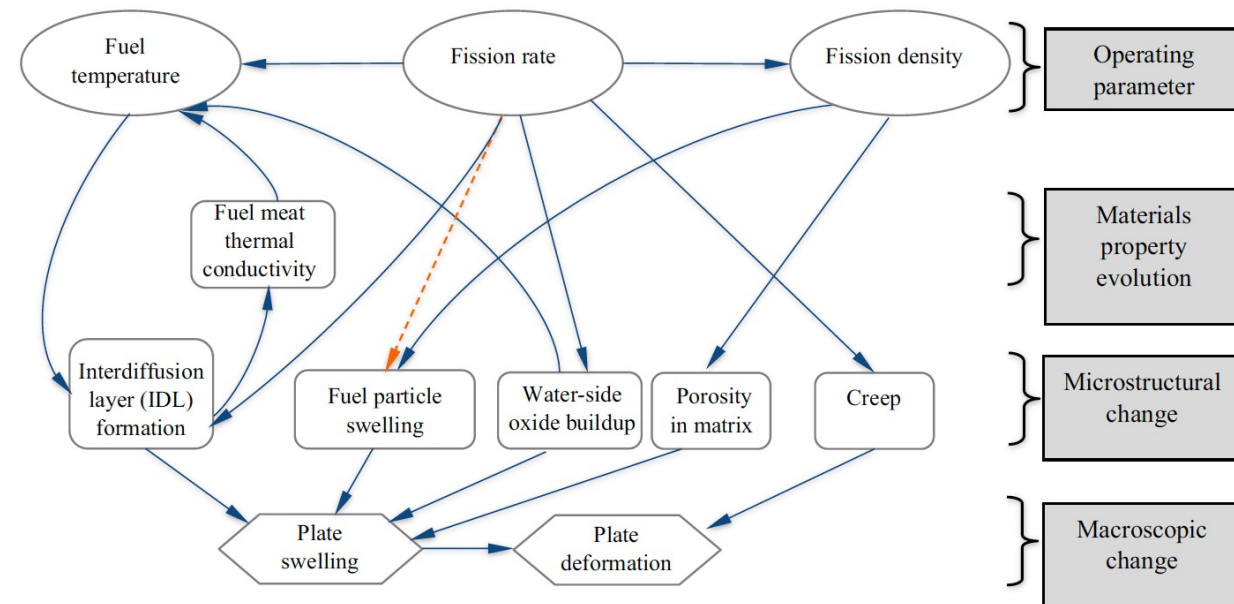 Fuel
temperature
Fission rate
Fission density
Operating
parameter
Fuel meat
thermal
conductivity
Materials
property
evolution
Interdiffusion
layer (IDL)
formation
Fuel particle
swelling
Water-side
oxide buildup
Porosity
in matrix
Creep
Microstructural
change
Plate
swelling
Plate
deformation
Macroscopic
change